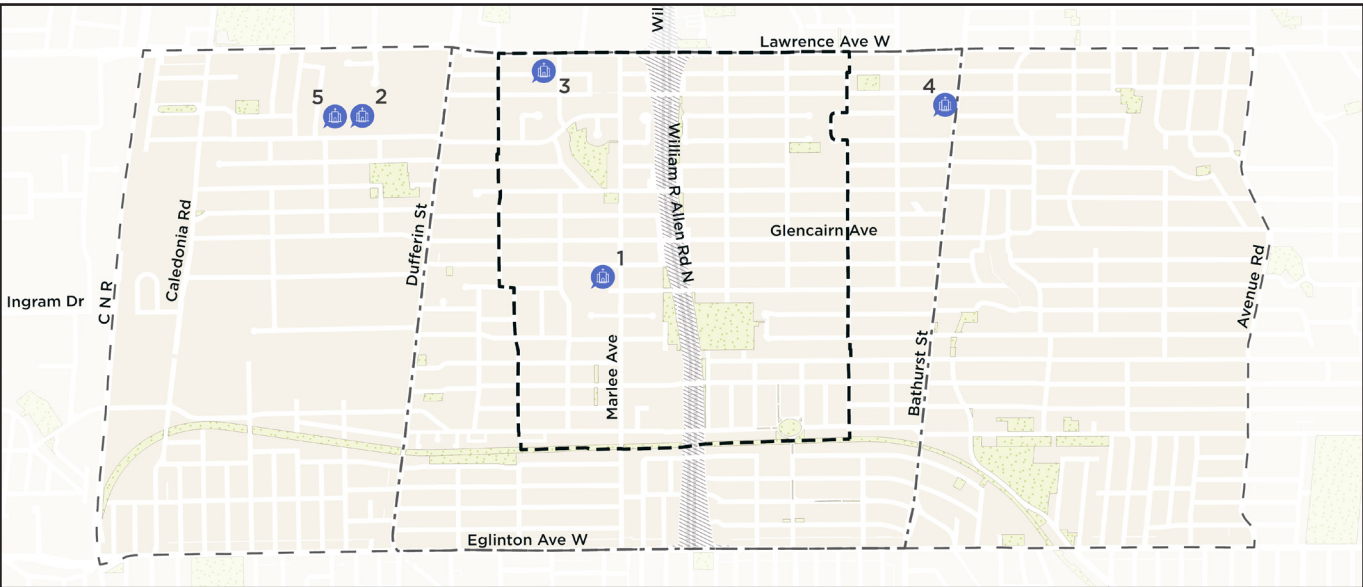 Wil
Lawrence Ave W
3
5
2
4
William R Allen Rd N
Caledonia Rd
Dufferin St
Glencairn Ave
1
Ingram Dr
C N R
Avenue Rd
Marlee Ave
Bathurst St
Eglinton Ave W